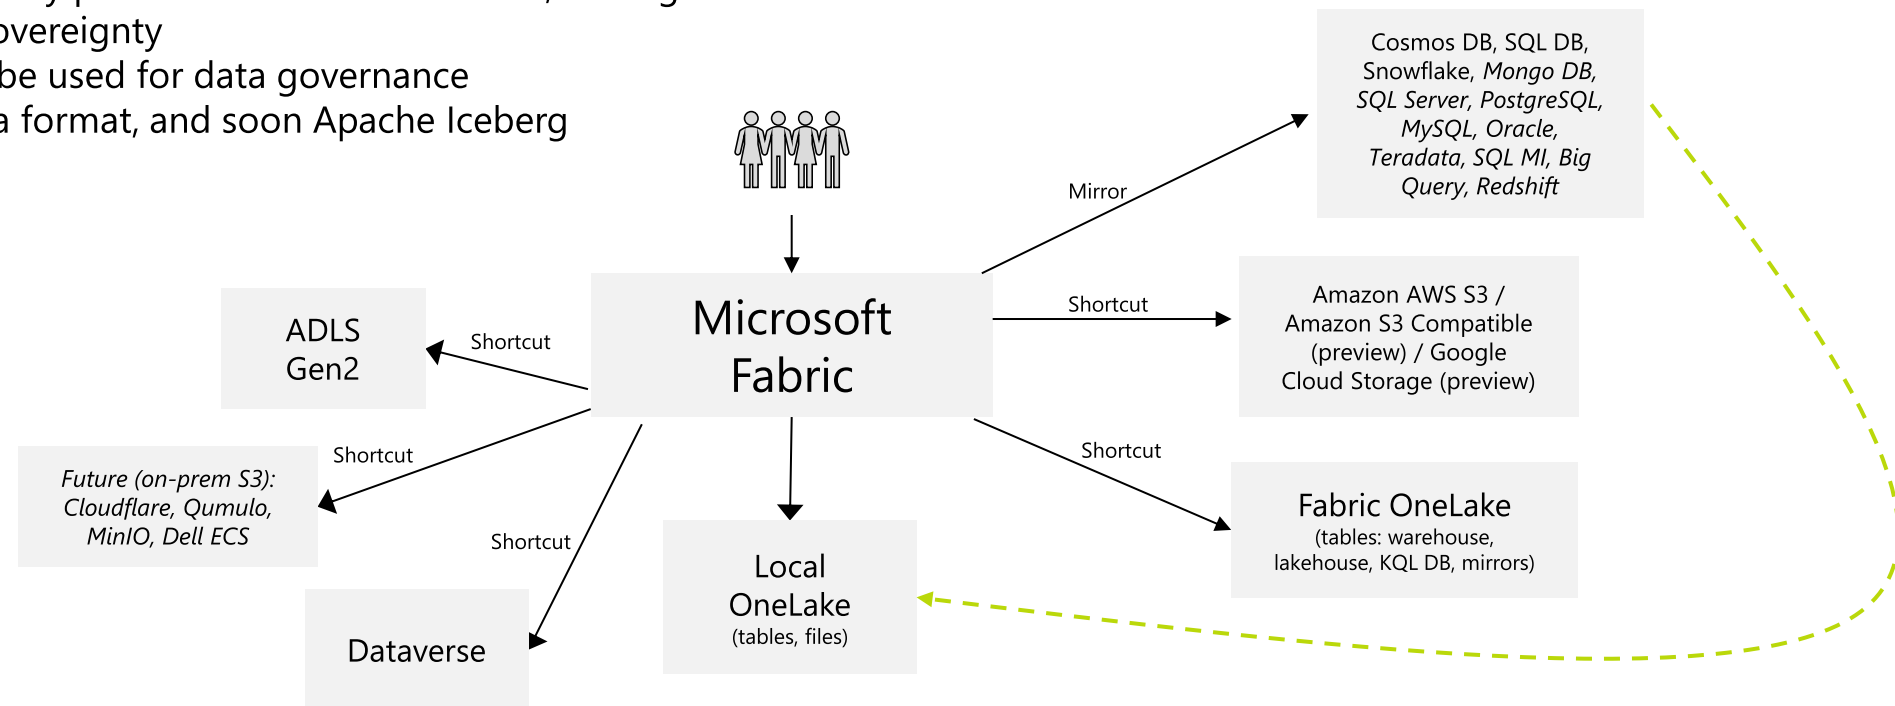 overeignty
be used for data governance
a format, and soon Apache Iceberg
Cosmos DB, SQL DB,
Snowflake, Mongo DB,
SQL Server, PostgreSQL,
MySQL, Oracle,
Teradata, SQL MI, Big
Query, Redshift
Mirror
Microsoft
Fabric
Shortcut
Amazon AWS S3 /
Amazon S3 Compatible
(preview) / Google
Cloud Storage (preview)
ADLS
Gen2
Shortcut
Shortcut
Future (on-prem S3):
Cloudflare, Qumulo,
MinIO, Dell ECS
Shortcut
Fabric OneLake
(tables: warehouse,
lakehouse, KQL DB, mirrors)
Shortcut
Local
OneLake
(tables, files)
Dataverse